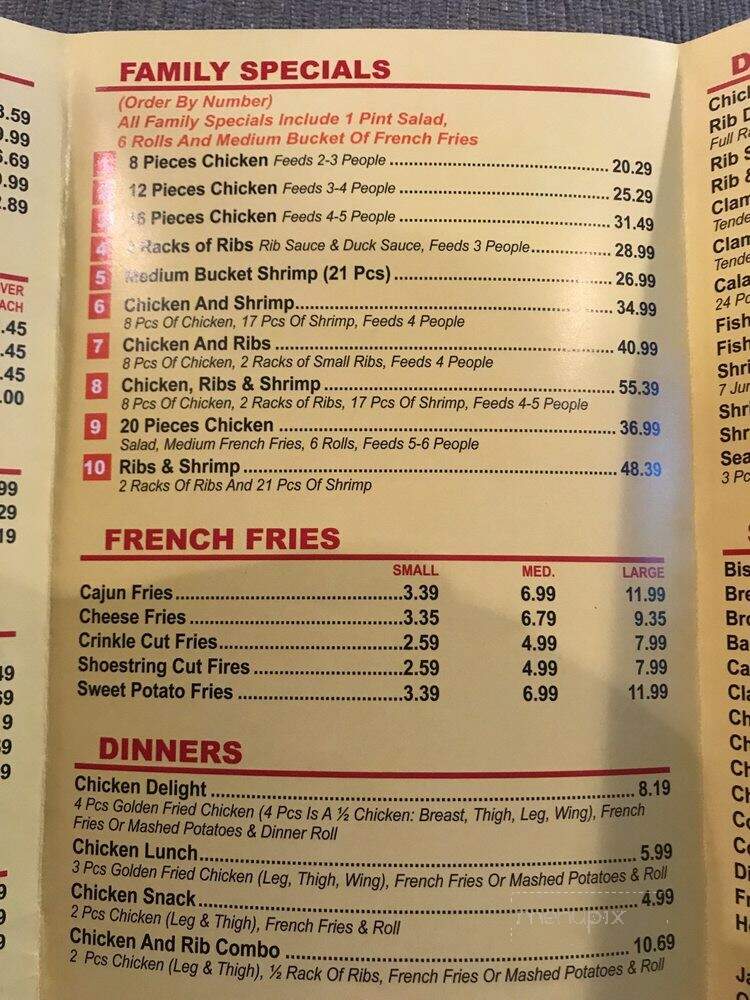 FAMILY SPECIALS
(Order By Number)
All Family Specials Include 1 Pint Salad,
6 Rolls And Medium Bucket Of French Fries
8 Pieces Chicken Feeds 2-3 People 20.29
12 Pieces Chicken Feeds 3-4 People 25.29
16 Pieces Chicken Feeds 4-5 People 31.49
4 Racks of Ribs Rib Sauce & Duck Sauce, Feeds 3 People 28.99
5 Medium Bucket Shrimp (21 Pcs) 26.99
6 Chicken And Shrimp 34.99
8 Pcs Of Chicken, 17 Pcs Of Shrimp, Feeds 4 People
7 Chicken And Ribs 40.99
8 Pcs Of Chicken, 2 Racks of Small Ribs, Feeds 4 People
8 Chicken, Ribs & Shrimp 55.39
8 Pcs Of Chicken, 2 Racks of Ribs, 17 Pcs Of Shrimp, Feeds 4-5 People
9 20 Pieces Chicken 36.99
Salad, Medium French Fries, 6 Rolls, Feeds 5-6 People
10 Ribs & Shrimp 48.39
2 Racks Of Ribs And 21 Pcs Of Shrimp
FRENCH FRIES
SMALL MED. LARGE
Cajun Fries 3.39 6.99 11.99
Cheese Fries 3.35 6.79 9.35
Crinkle Cut Fries 2.59 4.99 7.99
Shoestring Cut Fires 2.59 4.99 7.99
Sweet Potato Fries 3.39 6.99 11.99
DINNERS
Chicken Delight 8.19
4 Pcs Golden Fried Chicken (4 Pcs Is A ½ Chicken: Breast, Thigh, Leg, Wing), French
Fries Or Mashed Potatoes & Dinner Roll
Chicken Lunch 5.99
3 Pcs Golden Fried Chicken (Leg, Thigh, Wing), French Fries Or Mashed Potatoes & Roll
Chicken Snack 4.99
2 Pcs Chicken (Leg & Thigh), French Fries & Roll
Chicken And Rib Combo 10.69
2 Pcs Chicken (Leg & Thigh), ½ Rack Of Ribs, French Fries Or Mashed Potatoes & Roll
menupix